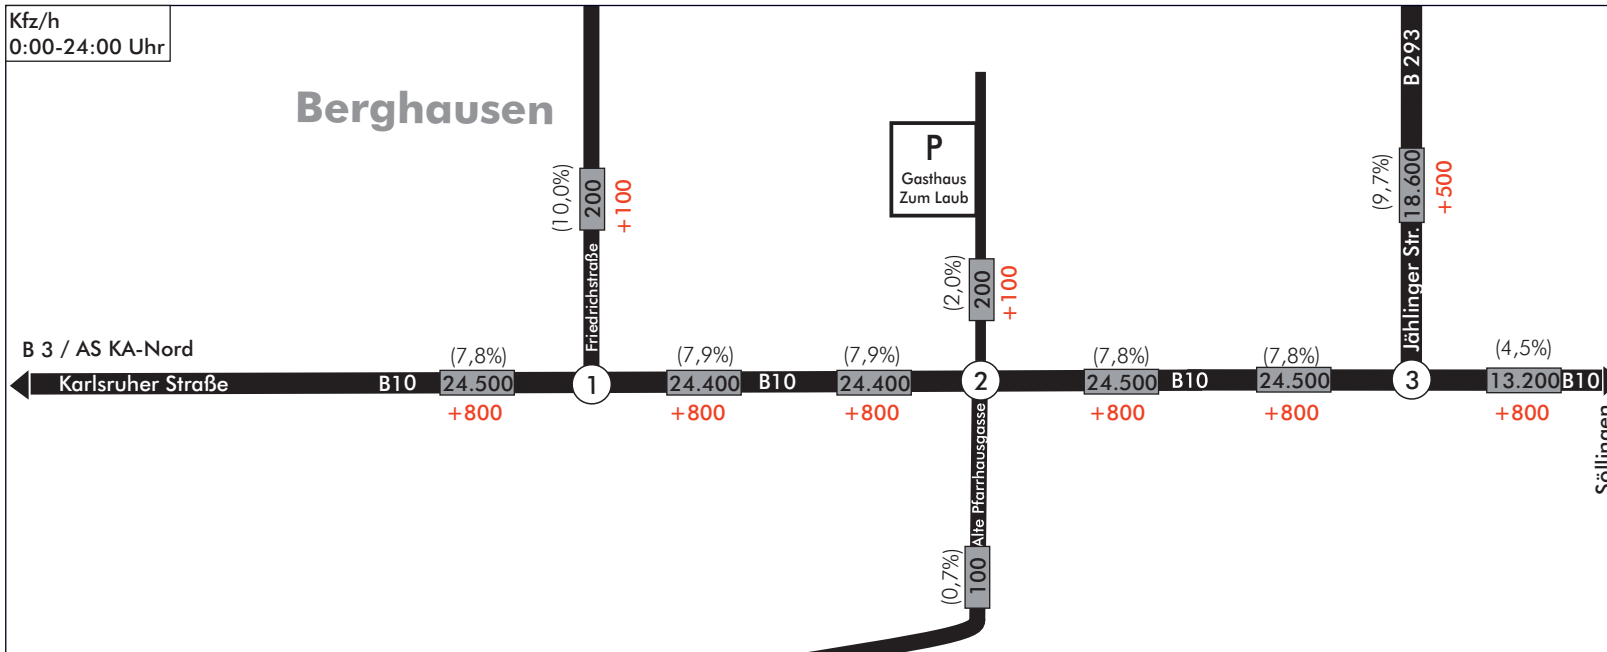 Kfz/h
0:00-24:00 Uhr
Berghausen
B 293
P
Gasthaus
Zum Laub
(10,0%)
200
+100
(9,7%)
18.600
+500
(2,0%)
200
+100
Friedrichstraße
Jählinger Str.
B 3 / AS KA-Nord
(7,8%)
(7,9%)
(7,9%)
(7,8%)
(7,8%)
(4,5%)
Karlsruher Straße
B10
24.500
1
24.400
B10
24.400
2
24.500
B10
24.500
3
13.200
B10
+800
+800
+800
+800
+800
+800
Söllingen
Alte Pfarrhausgasse
(0,7%)
100